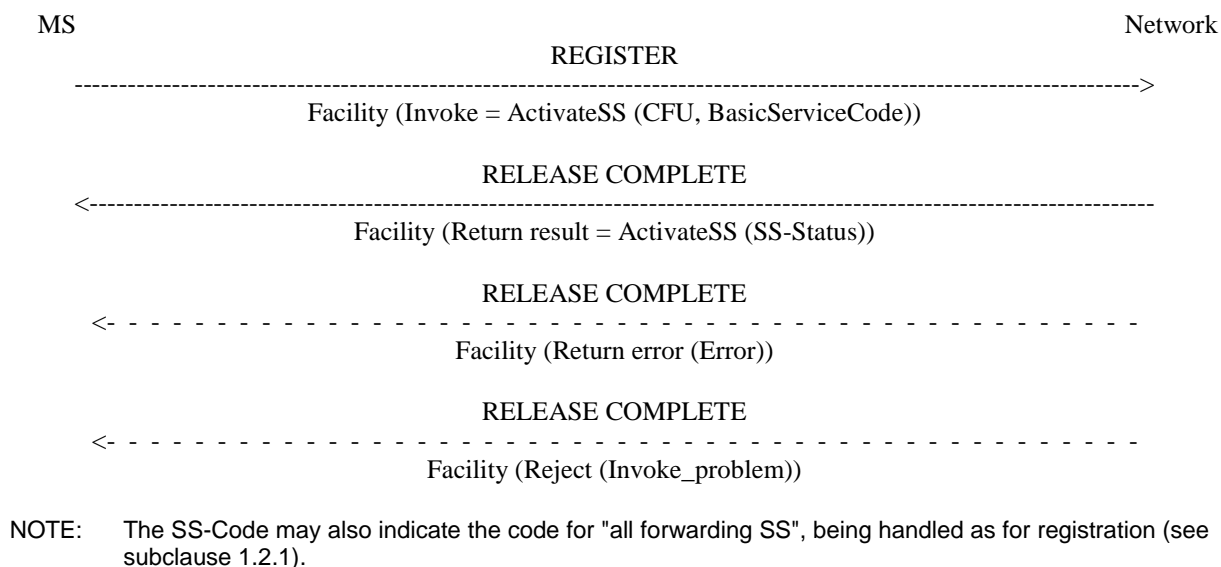 MS Network
REGISTER
------------------------------------------------------------------------------------------------------------------------>
Facility (Invoke = ActivateSS (CFU, BasicServiceCode))
RELEASE COMPLETE
<------------------------------------------------------------------------------------------------------------------------
Facility (Return result = ActivateSS (SS-Status))
RELEASE COMPLETE
<- - - - - - - - - - - - - - - - - - - - - - - - - - - - - - - - - - - - - - - - - - -
Facility (Return error (Error))
RELEASE COMPLETE
<- - - - - - - - - - - - - - - - - - - - - - - - - - - - - - - - - - - - - - - - - - -
Facility (Reject (Invoke_problem))
NOTE: The SS-Code may also indicate the code for "all forwarding SS", being handled as for registration (see
subclause 1.2.1).